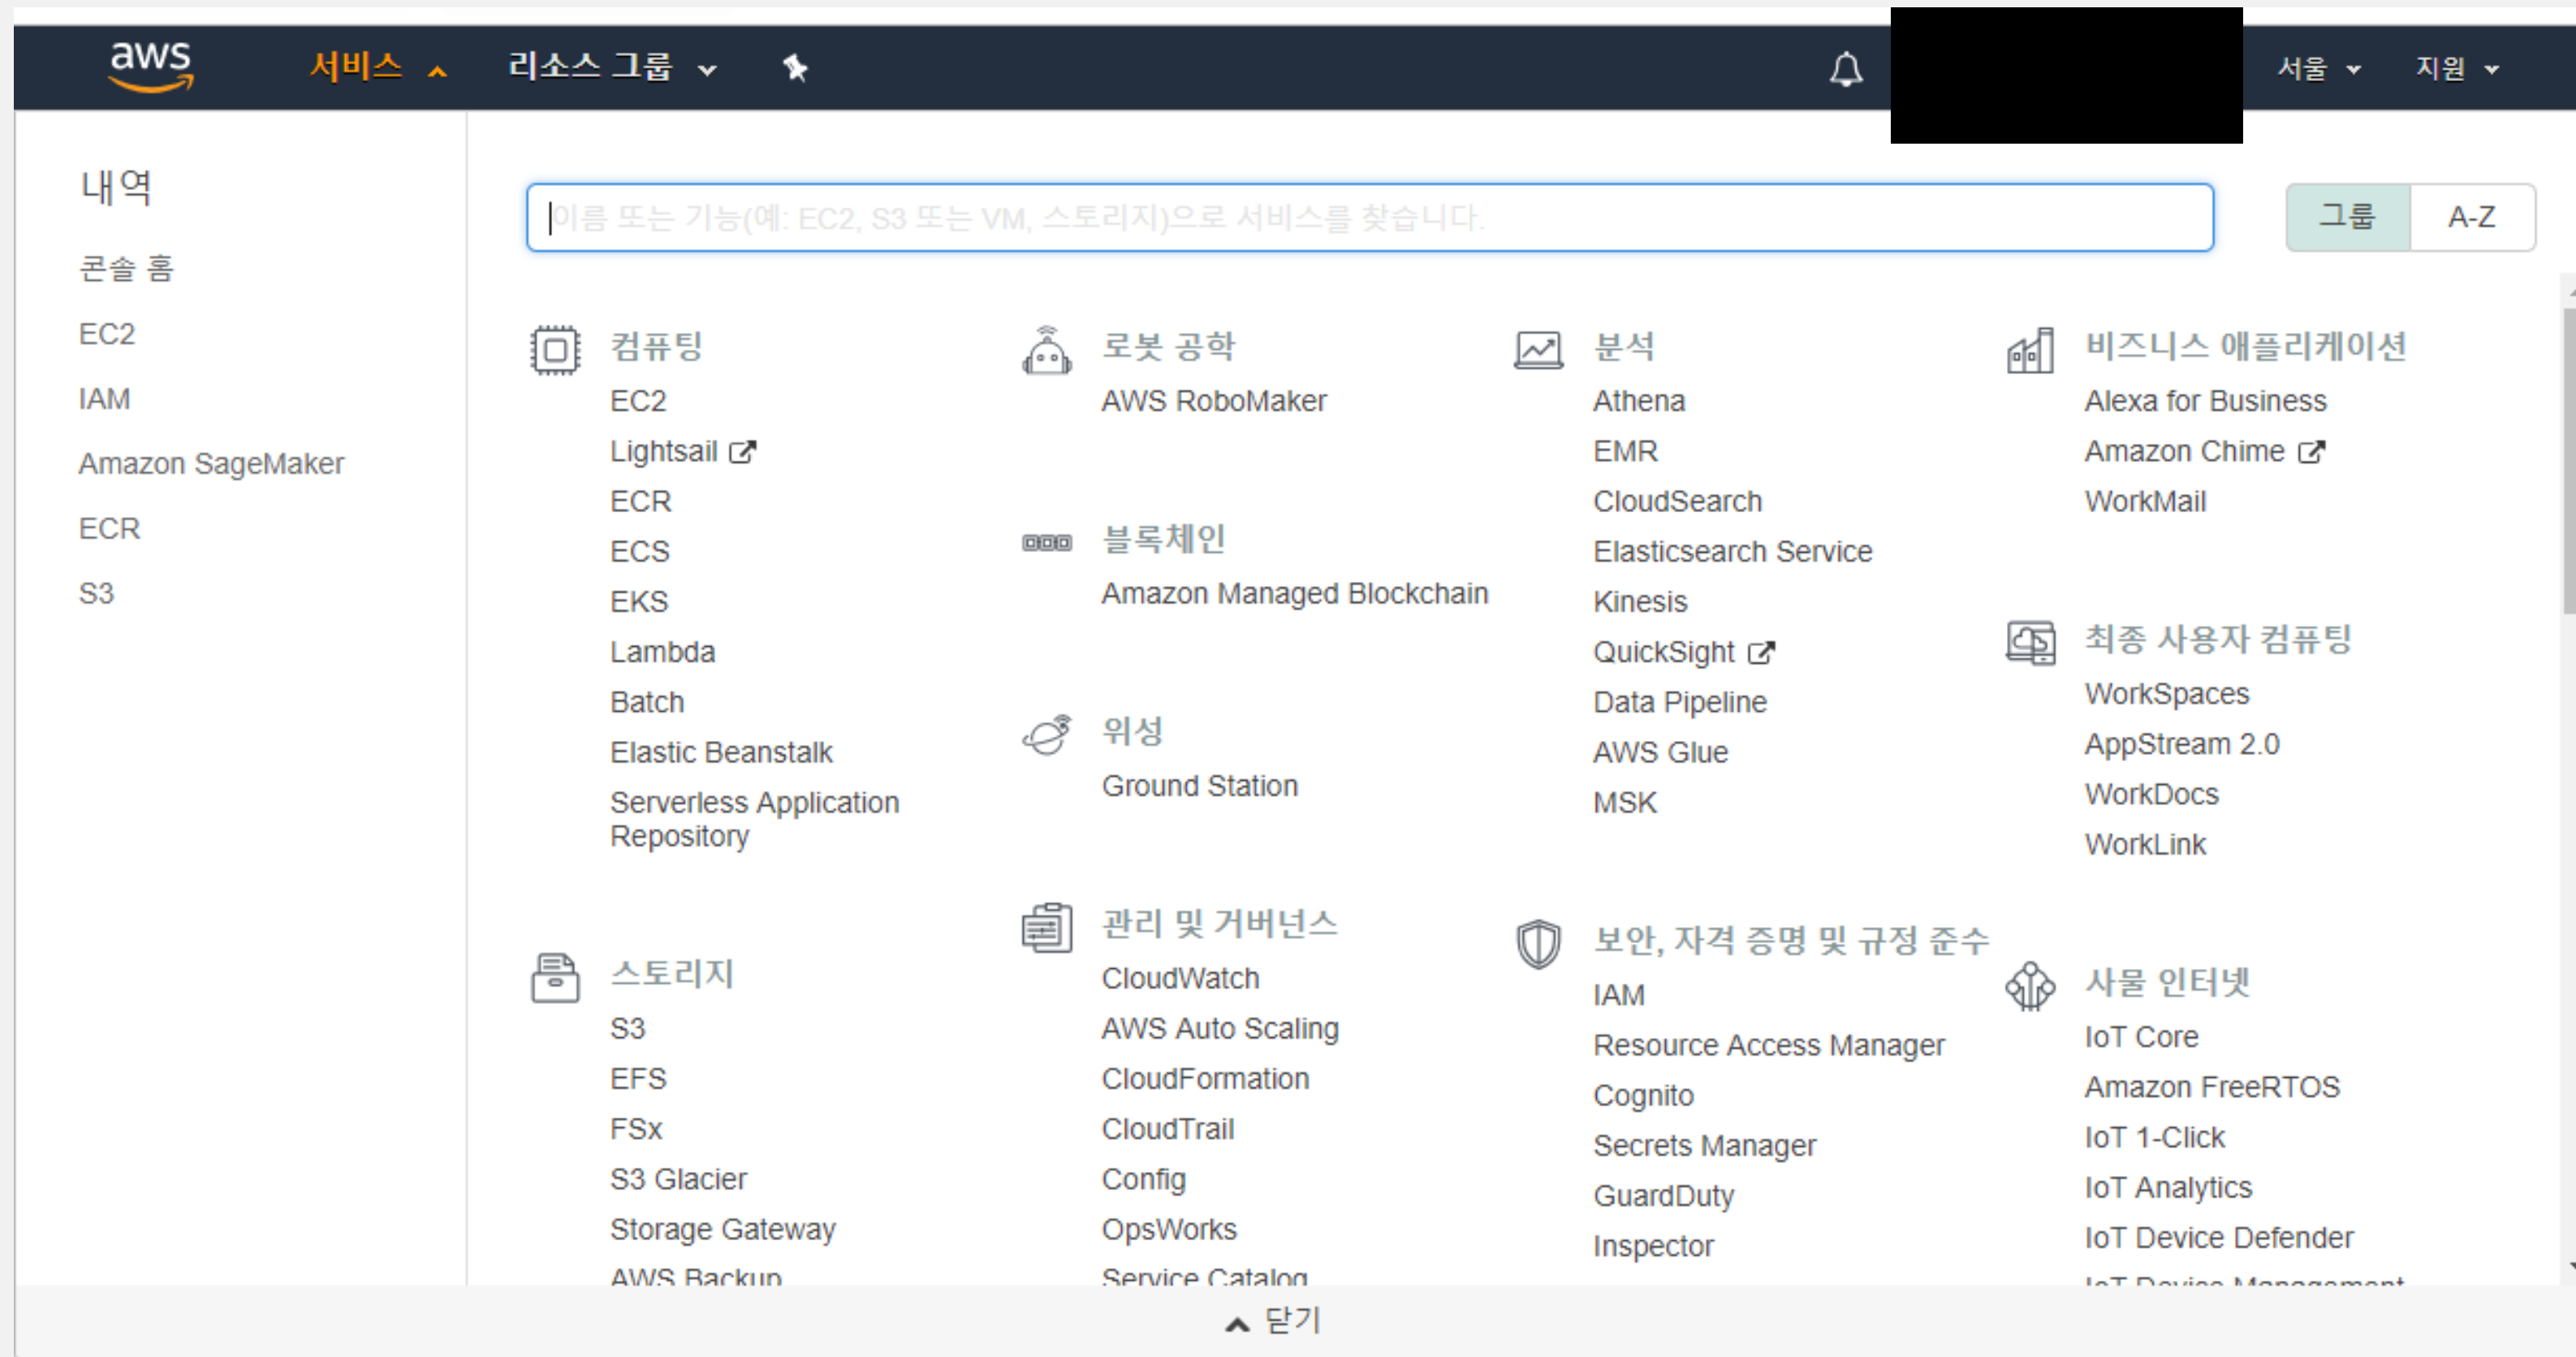 aws
서비스
리소스 그룹
서울
지원
내역
콘솔 홈
EC2
IAM
Amazon SageMaker
ECR
S3
이름 또는 기능(예: EC2, S3 또는 VM, 스토리지)으로 서비스를 찾습니다.
그룹
A-Z
컴퓨팅
EC2
Lightsail
ECR
ECS
EKS
Lambda
Batch
Elastic Beanstalk
Serverless Application
Repository
스토리지
S3
EFS
FSx
S3 Glacier
Storage Gateway
AWS Backup
로봇 공학
AWS RoboMaker
블록체인
Amazon Managed Blockchain
위성
Ground Station
관리 및 거버넌스
CloudWatch
AWS Auto Scaling
CloudFormation
CloudTrail
Config
OpsWorks
Service Catalog
분석
Athena
EMR
CloudSearch
Elasticsearch Service
Kinesis
QuickSight
Data Pipeline
AWS Glue
MSK
보안, 자격 증명 및 규정 준수
IAM
Resource Access Manager
Cognito
Secrets Manager
GuardDuty
Inspector
비즈니스 애플리케이션
Alexa for Business
Amazon Chime
WorkMail
최종 사용자 컴퓨팅
WorkSpaces
AppStream 2.0
WorkDocs
WorkLink
사물 인터넷
IoT Core
Amazon FreeRTOS
IoT 1-Click
IoT Analytics
IoT Device Defender
IoT Device Management
닫기